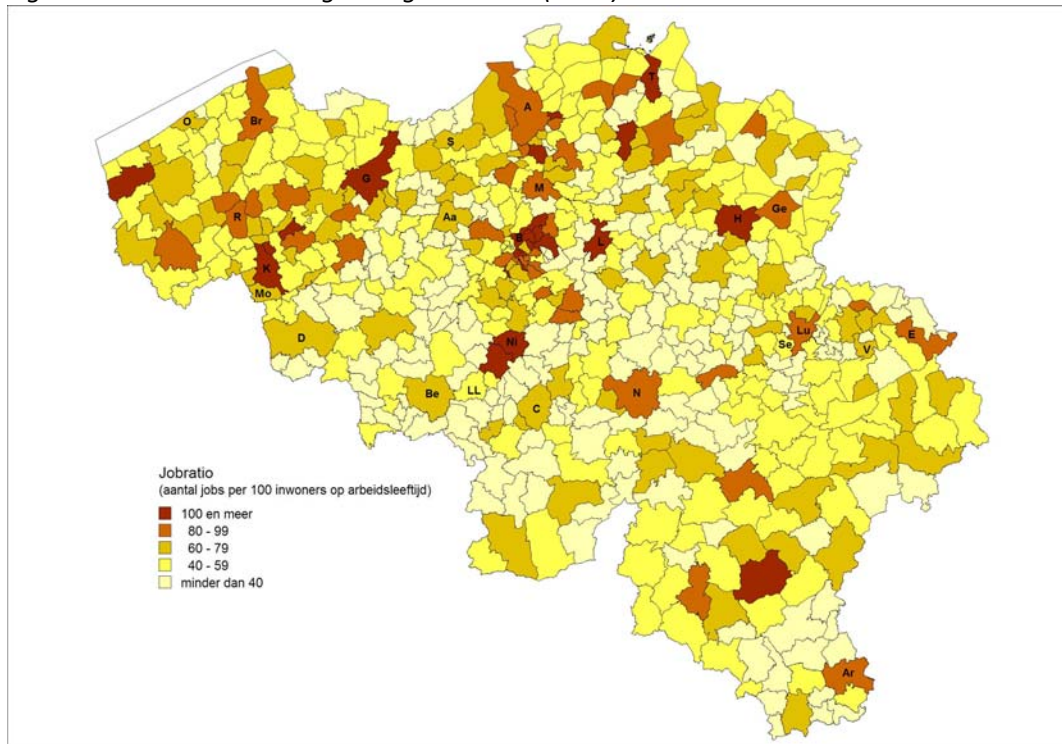 T
A
O
Br
S
G
M
Aa
H
Ge
R
B
L
K
Mo
Lu
E
D
Ni
Se
V
Be
LL
N
C
Jobratio
(aantal jobs per 100 inwoners op arbeidsleeftijd)
100 en meer
80 - 99
60 - 79
40 - 59
minder dan 40
Ar